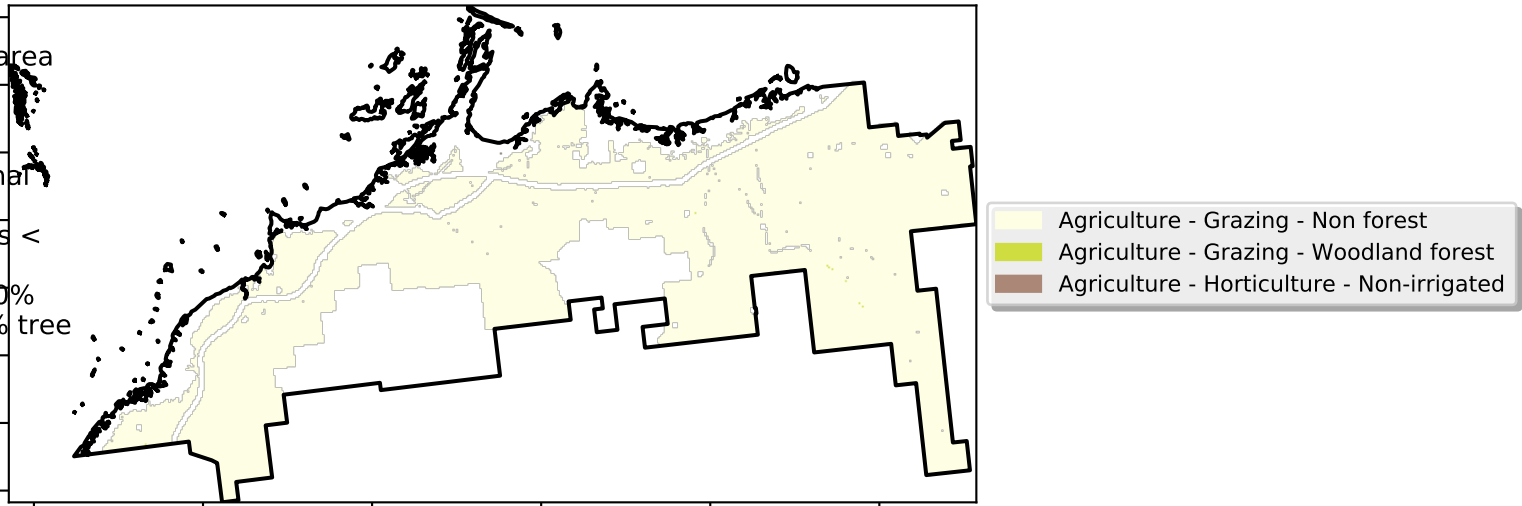 area
nal
s <
0%
% tree
Agriculture - Grazing - Non forest
Agriculture - Grazing - Woodland forest
Agriculture - Horticulture - Non-irrigated